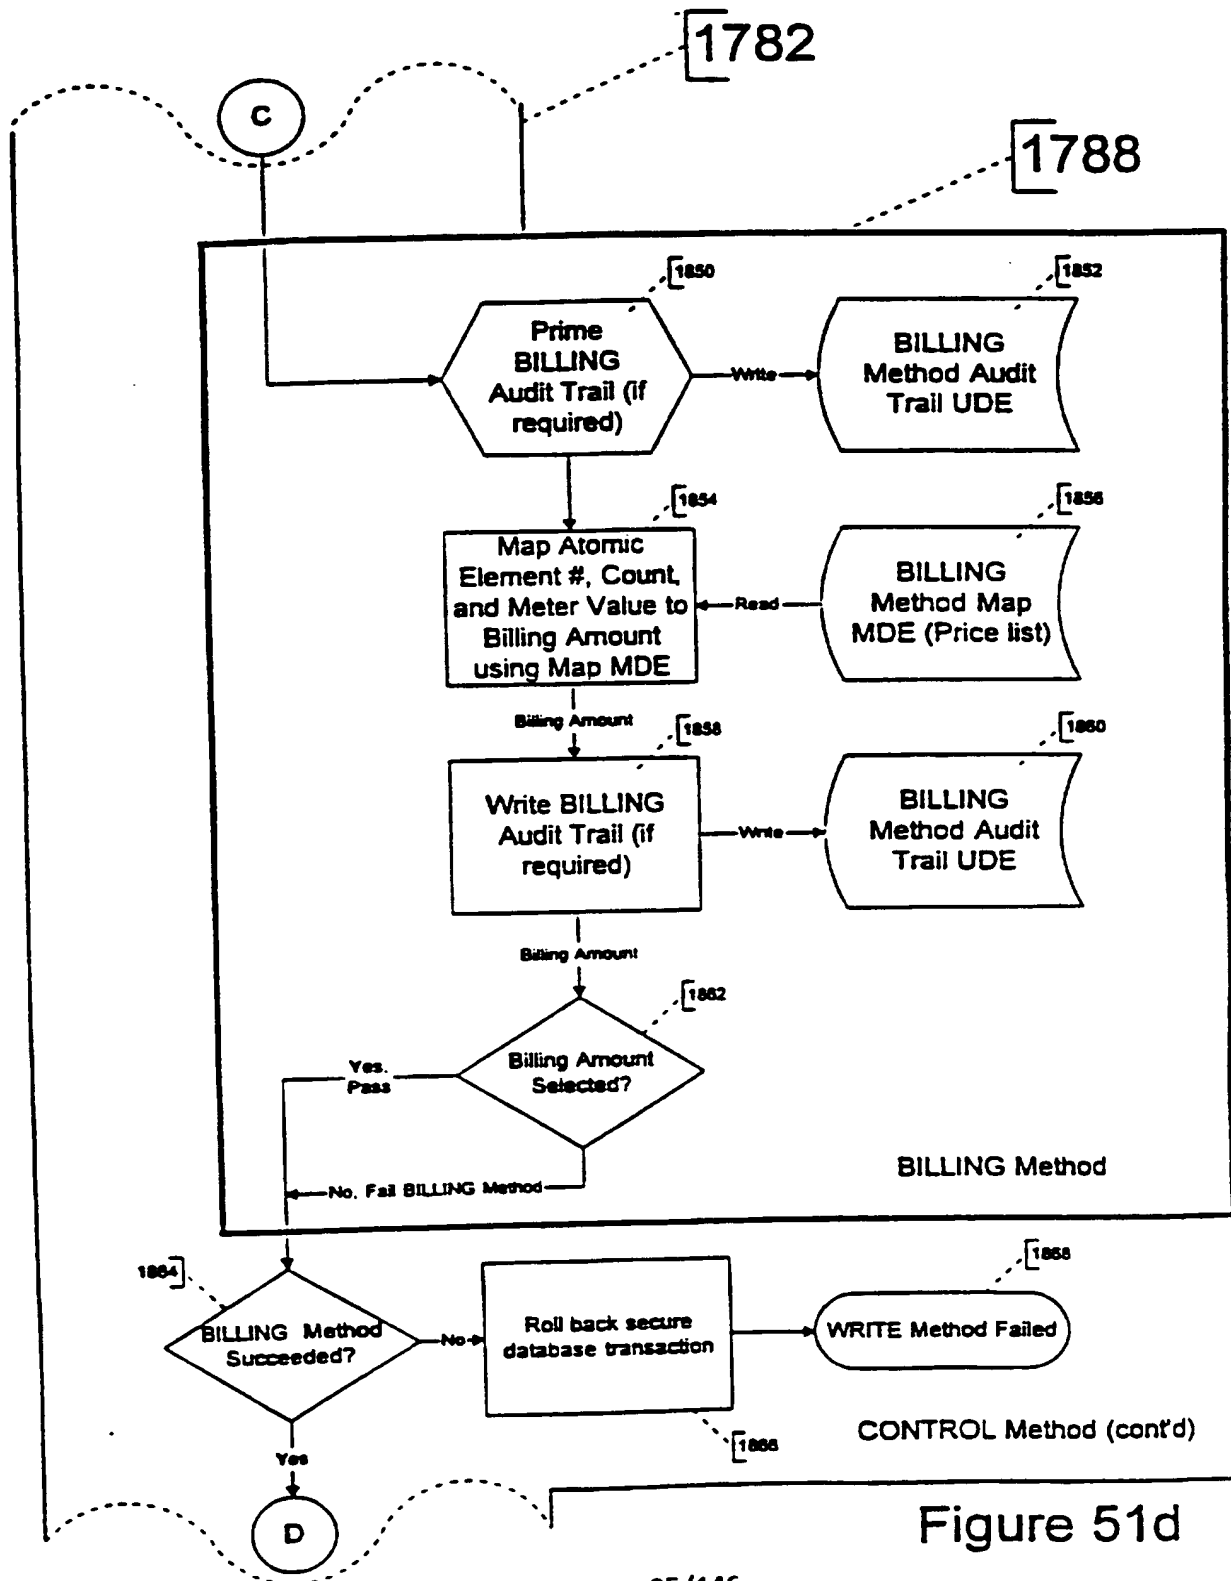 1782
C
1788
1850
1852
Prime
BILLING
Audit Trail (if
required)
Write
BILLING
Method Audit
Trail UDE
1854
1856
Map Atomic
Element #, Count,
and Meter Value to
Billing Amount
using Map MDE
Read
BILLING
Method Map
MDE (Price list)
Billing Amount
1858
1860
Write BILLING
Audit Trail (if
required)
Write
BILLING
Method Audit
Trail UDE
Billing Amount
1862
Yes.
Pass
Billing Amount
Selected?
BILLING Method
No. Fail BILLING Method
1864
1868
BILLING Method
Succeeded?
No
Roll back secure
database transaction
WRITE Method Failed
1866
CONTROL Method (cont'd)
Yes
D
Figure 51d